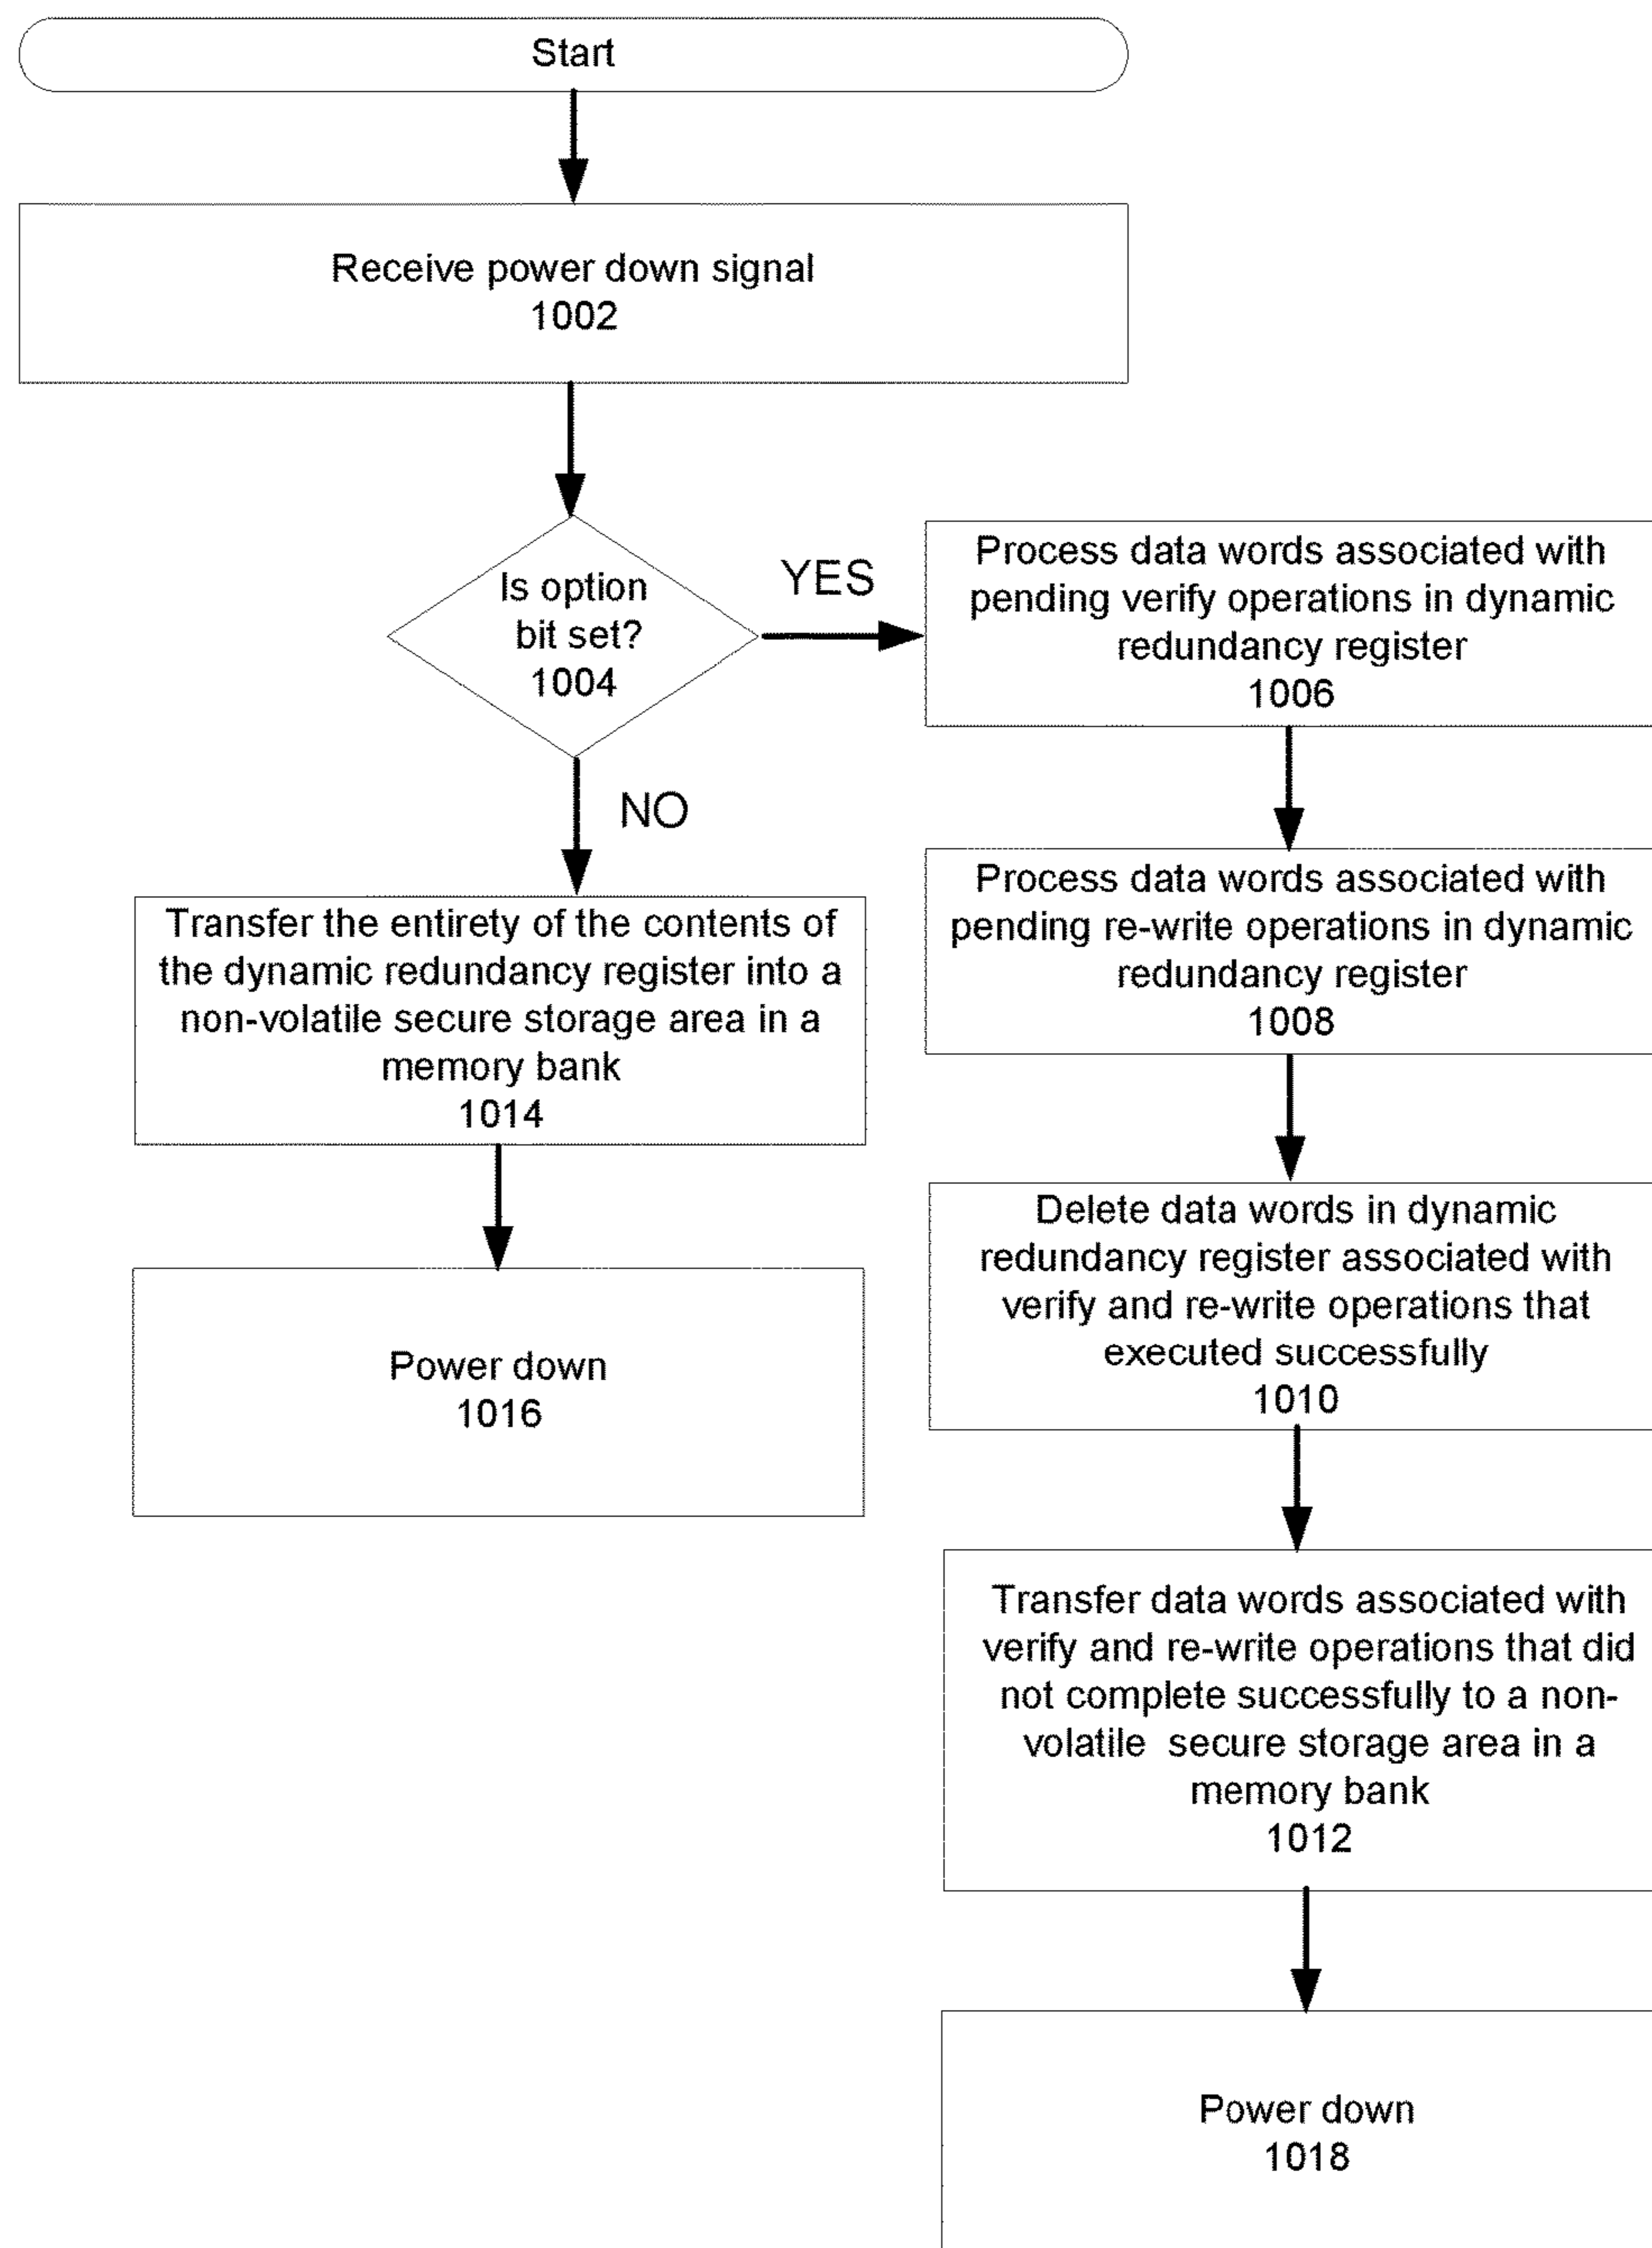 Start
Receive power down signal
1002
Is option
bit set?
1004
YES
NO
Process data words associated with
pending verify operations in dynamic
redundancy register
1006
Process data words associated with
pending re-write operations in dynamic
redundancy register
1008
Delete data words in dynamic
redundancy register associated with
verify and re-write operations that
executed successfully
1010
Transfer data words associated with
verify and re-write operations that did
not complete successfully to a non-
volatile secure storage area in a
memory bank
1012
Power down
1018
Transfer the entirety of the contents of
the dynamic redundancy register into a
non-volatile secure storage area in a
memory bank
1014
Power down
1016